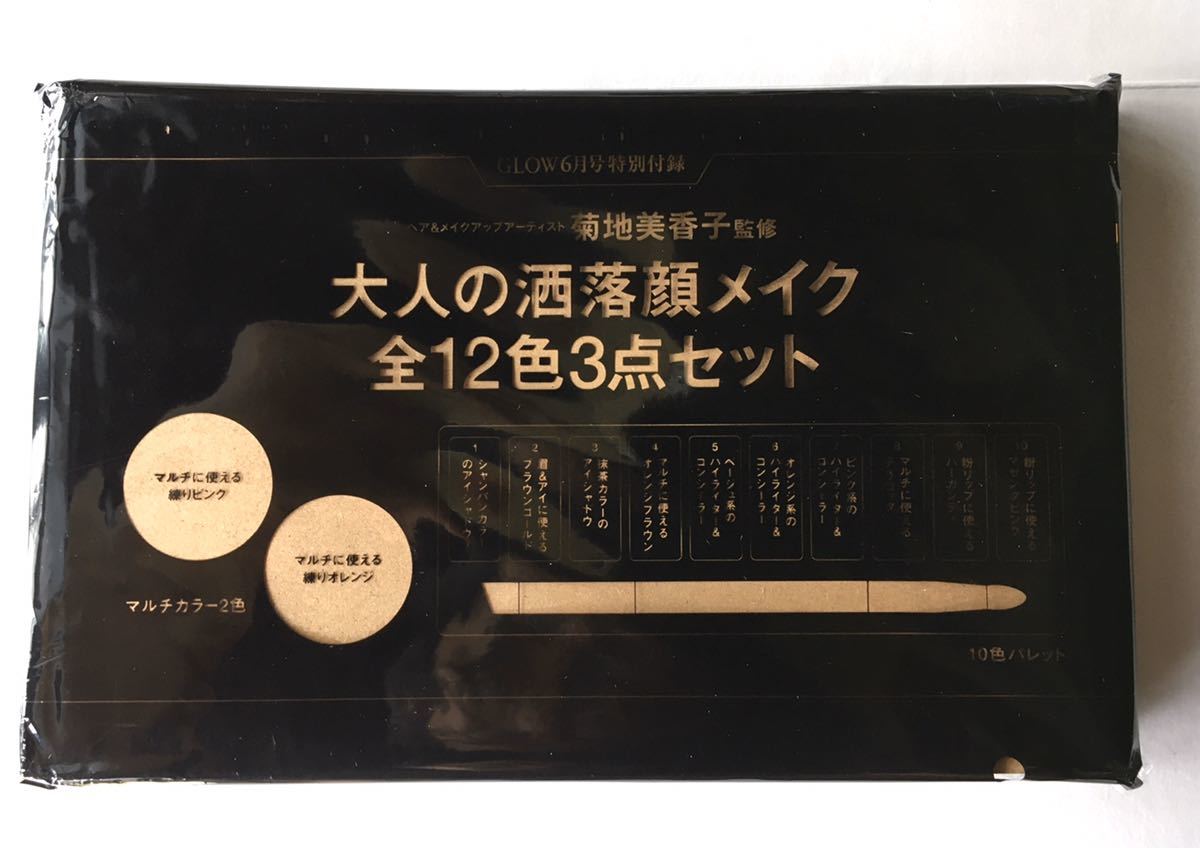 GLOW6月号特別付録
ヘア&メイクアップアーティスト 菊地美香子監修
大人の洒落顔メイク
全12色3点セット
マルチに使える
練りピンク
マルチに使える
練りオレンジ
マルチカラー2色
1
シャンパンカラー
のアイシャドウ
2
眉&アイに使える
ブラウンゴールド
3
抹茶カラーの
アイシャドウ
4
マルチに使える
オレンジブラウン
5
ベージュ系の
ハイライター&
コンシーラー
6
オレンジ系の
ハイライター&
コンシーラー
7
ピンク系の
ハイライター&
コンシーラー
8
マルチに使える
9
粉リップに使える
バーガンディ
10
粉リップに使える
マゼンタピンク
10色パレット